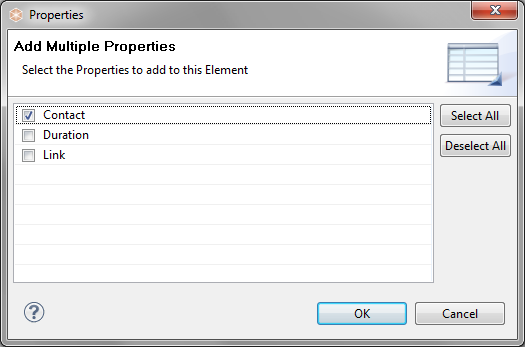 Properties
Add Multiple Properties
Select the Properties to add to this Element
Contact
Duration
Link
Select All
Deselect All
?
OK
Cancel